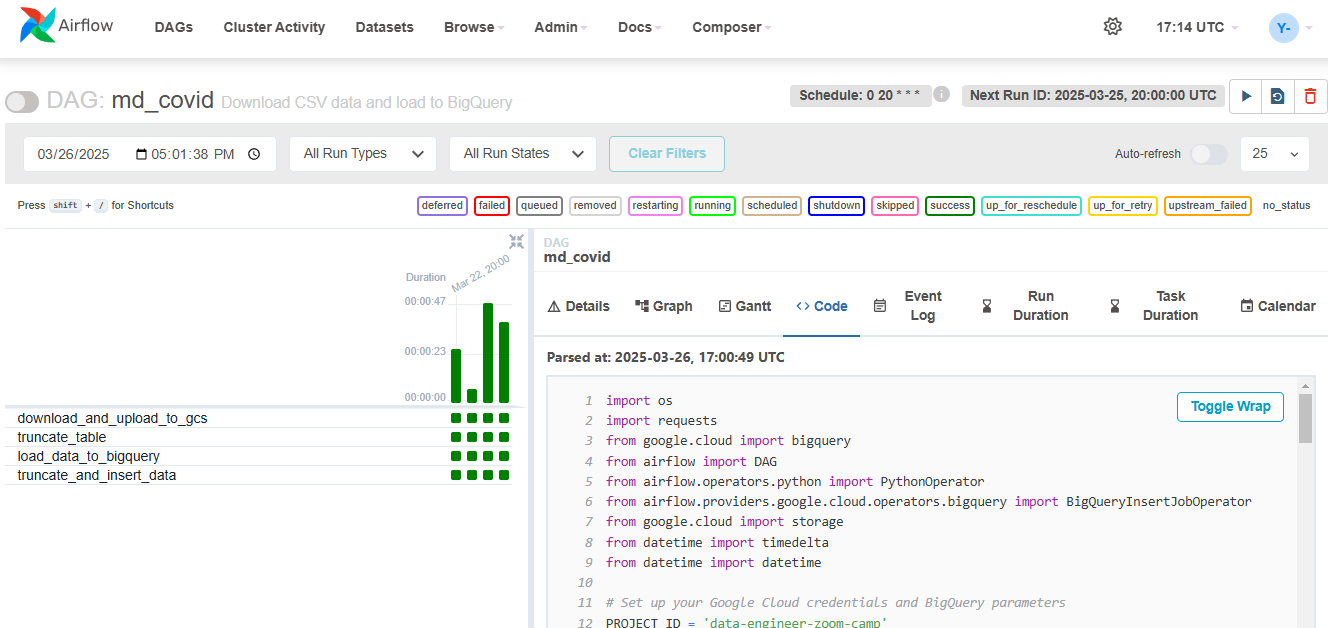 Airflow DAGs Cluster Activity Datasets Browse Admin Docs Composer 17:14 UTC Y-
DAG: md_covid Download CSV data and load to BigQuery Schedule: 0 20 * * * i Next Run ID: 2025-03-25, 20:00:00 UTC
03/26/2025 05:01:38 PM All Run Types All Run States Clear Filters Auto-refresh 25
Press shift + / for Shortcuts deferred failed queued removed restarting running scheduled shutdown skipped success up_for_reschedule up_for_retry upstream_failed no_status
Duration
Mar 22, 20:00
00:00:47
00:00:23
00:00:00
download_and_upload_to_gcs
truncate_table
load_data_to_bigquery
truncate_and_insert_data
DAG
md_covid
Details Graph Gantt <> Code Event Log Run Duration Task Duration Calendar
Parsed at: 2025-03-26, 17:00:49 UTC
Toggle Wrap
1 import os
2 import requests
3 from google.cloud import bigquery
4 from airflow import DAG
5 from airflow.operators.python import PythonOperator
6 from airflow.providers.google.cloud.operators.bigquery import BigQueryInsertJobOperator
7 from google.cloud import storage
8 from datetime import timedelta
9 from datetime import datetime
10
11 # Set up your Google Cloud credentials and BigQuery parameters
12 PROJECT_ID = 'data-engineer-zoom-camp'